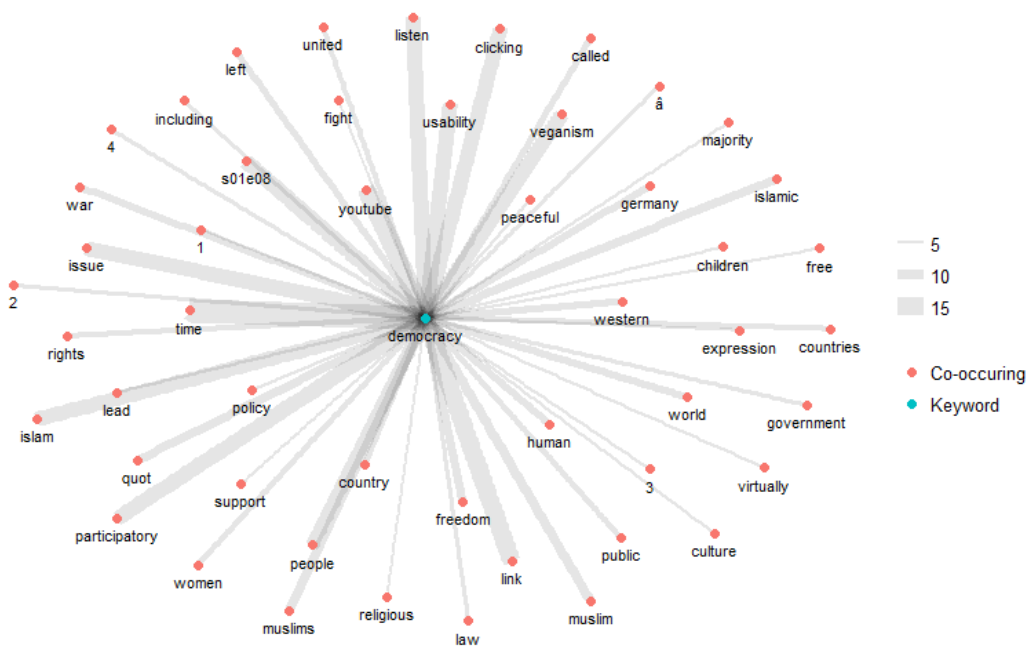 listen
united
clicking
called
left
including
fight
usability
â
veganism
majority
4
s01e08
youtube
peaceful
germany
islamic
war
1
issue
children
free
2
time
western
rights
democracy
expression
countries
lead
policy
world
government
islam
human
quot
support
country
3
virtually
participatory
freedom
public
culture
women
people
link
muslims
religious
law
muslim
5
10
15
Co-occuring
Keyword